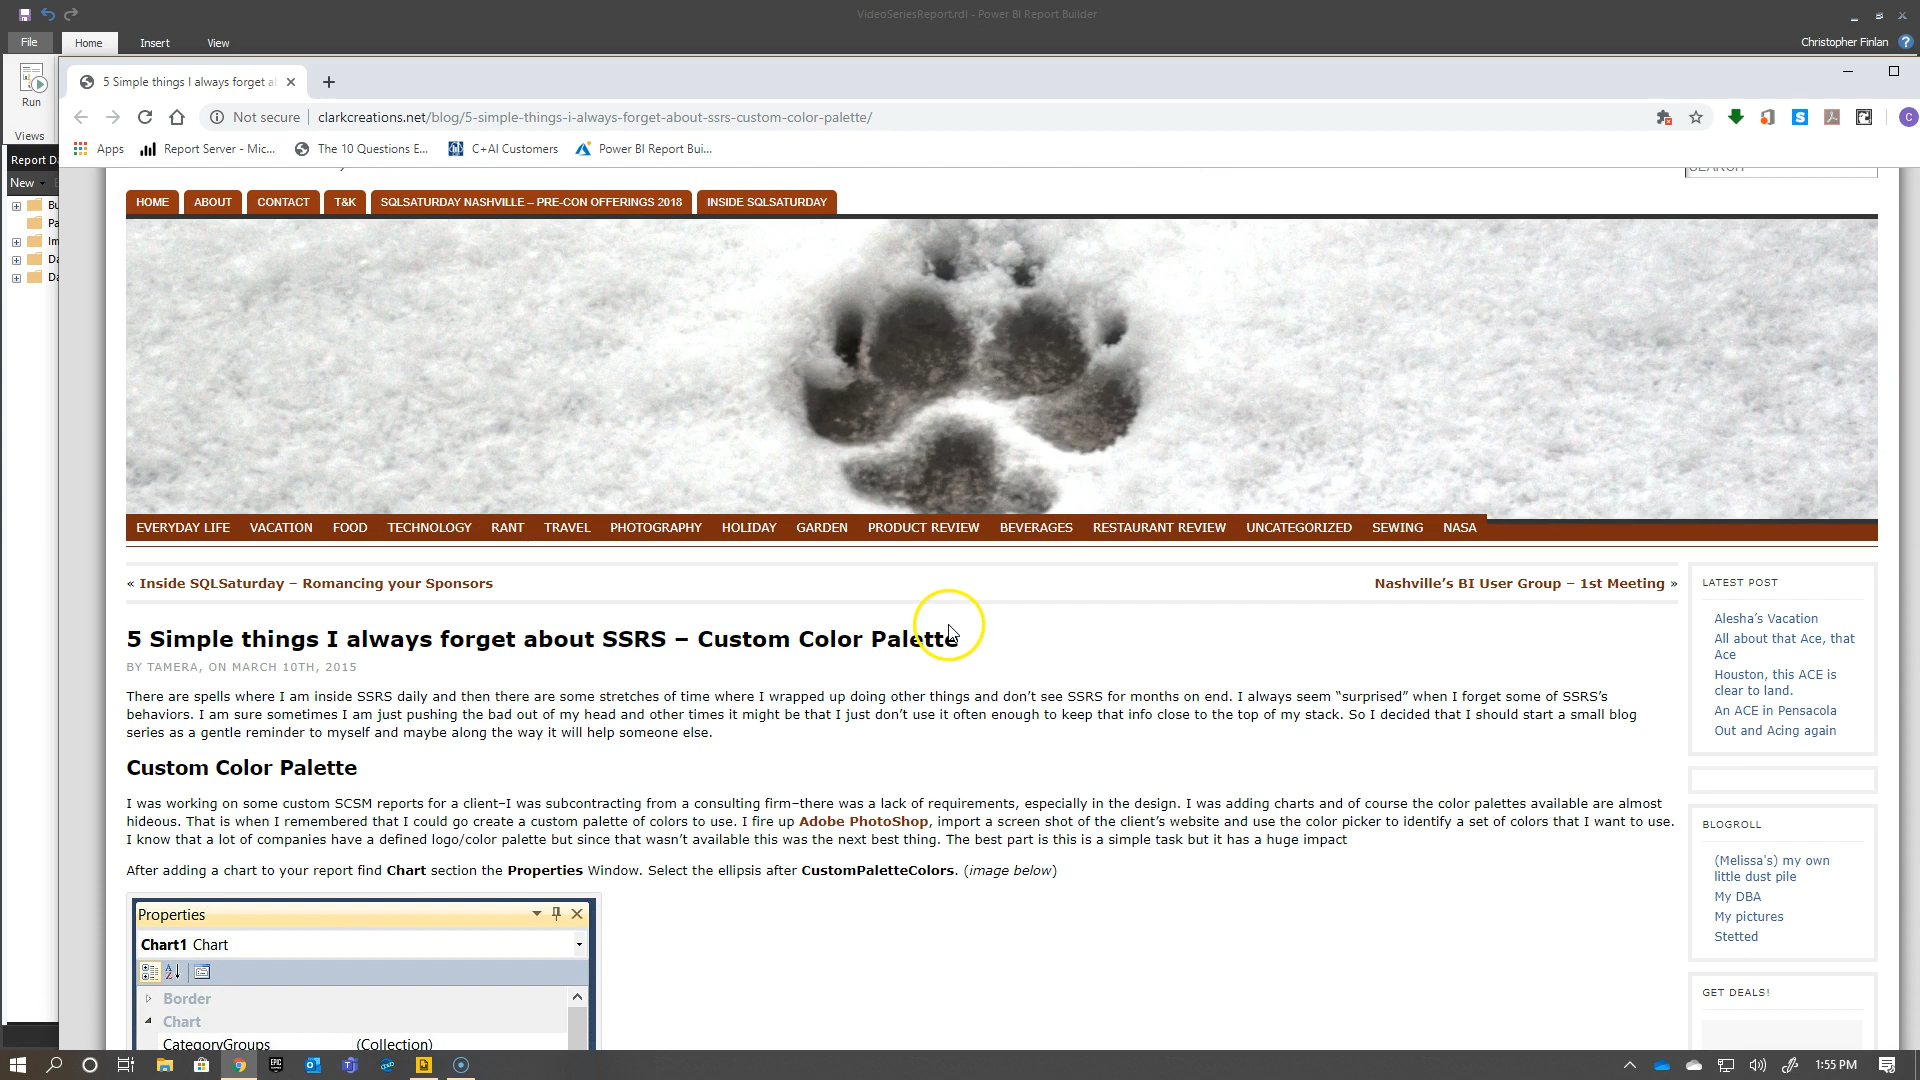 VideoSeriesReport.rdl - Power BI Report Builder
File
Home
Insert
View
Christopher Finlan
?
Run
Views
5 Simple things I always forget a
Not secure
clarkcreations.net/blog/5-simple-things-i-always-forget-about-ssrs-custom-color-palette/
C
Apps
Report Server - Mic...
The 10 Questions E...
C+AI Customers
Power BI Report Bui...
Report D
New
Bu
Pa
Im
Da
Da
SEARCH
HOME
ABOUT
CONTACT
T&K
SQLSATURDAY NASHVILLE – PRE-CON OFFERINGS 2018
INSIDE SQLSATURDAY
EVERYDAY LIFE
VACATION
FOOD
TECHNOLOGY
RANT
TRAVEL
PHOTOGRAPHY
HOLIDAY
GARDEN
PRODUCT REVIEW
BEVERAGES
RESTAURANT REVIEW
UNCATEGORIZED
SEWING
NASA
« Inside SQLSaturday – Romancing your Sponsors
Nashville’s BI User Group – 1st Meeting »
5 Simple things I always forget about SSRS – Custom Color Palette
BY TAMERA, ON MARCH 10TH, 2015
There are spells where I am inside SSRS daily and then there are some stretches of time where I wrapped up doing other things and don’t see SSRS for months on end. I always seem “surprised” when I forget some of SSRS’s
behaviors. I am sure sometimes I am just pushing the bad out of my head and other times it might be that I just don’t use it often enough to keep that info close to the top of my stack. So I decided that I should start a small blog
series as a gentle reminder to myself and maybe along the way it will help someone else.
Custom Color Palette
I was working on some custom SCSM reports for a client–I was subcontracting from a consulting firm–there was a lack of requirements, especially in the design. I was adding charts and of course the color palettes available are almost
hideous. That is when I remembered that I could go create a custom palette of colors to use. I fire up Adobe PhotoShop, import a screen shot of the client’s website and use the color picker to identify a set of colors that I want to use.
I know that a lot of companies have a defined logo/color palette but since that wasn’t available this was the next best thing. The best part is this is a simple task but it has a huge impact
After adding a chart to your report find Chart section the Properties Window. Select the ellipsis after CustomPaletteColors. (image below)
Properties
Chart1 Chart
Border
Chart
CategoryGroups (Collection)
LATEST POST
Alesha’s Vacation
All about that Ace, that
Ace
Houston, this ACE is
clear to land.
An ACE in Pensacola
Out and Acing again
BLOGROLL
(Melissa's) my own
little dust pile
My DBA
My pictures
Stetted
GET DEALS!
1:55 PM